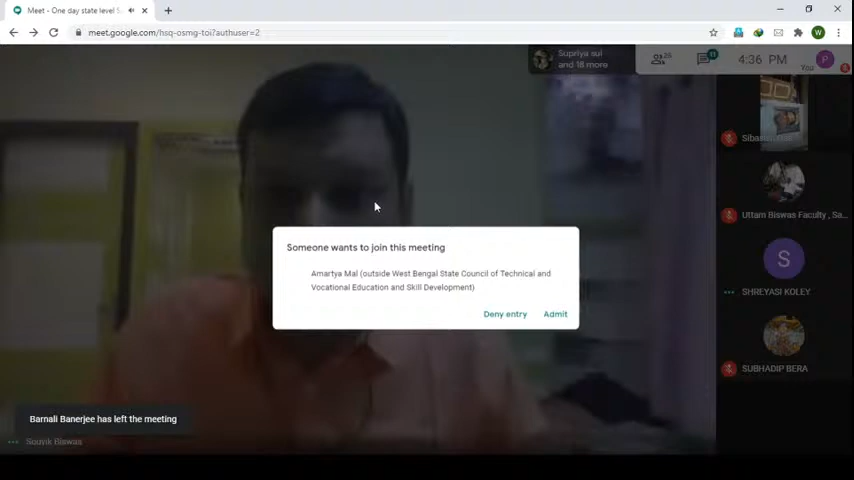 Meet - One day state level S
meet.google.com/hsq-osmg-toi?authuser=2
W
Supriya sui
and 18 more
25
4:36 PM
You
P
Uttam Biswas Faculty , Sa...
S
SHREYASI KOLEY
SUBHADIP BERA
Someone wants to join this meeting
Amartya Mal (outside West Bengal State Council of Technical and
Vocational Education and Skill Development)
Deny entry
Admit
Barnali Banerjee has left the meeting
Souvik Biswas